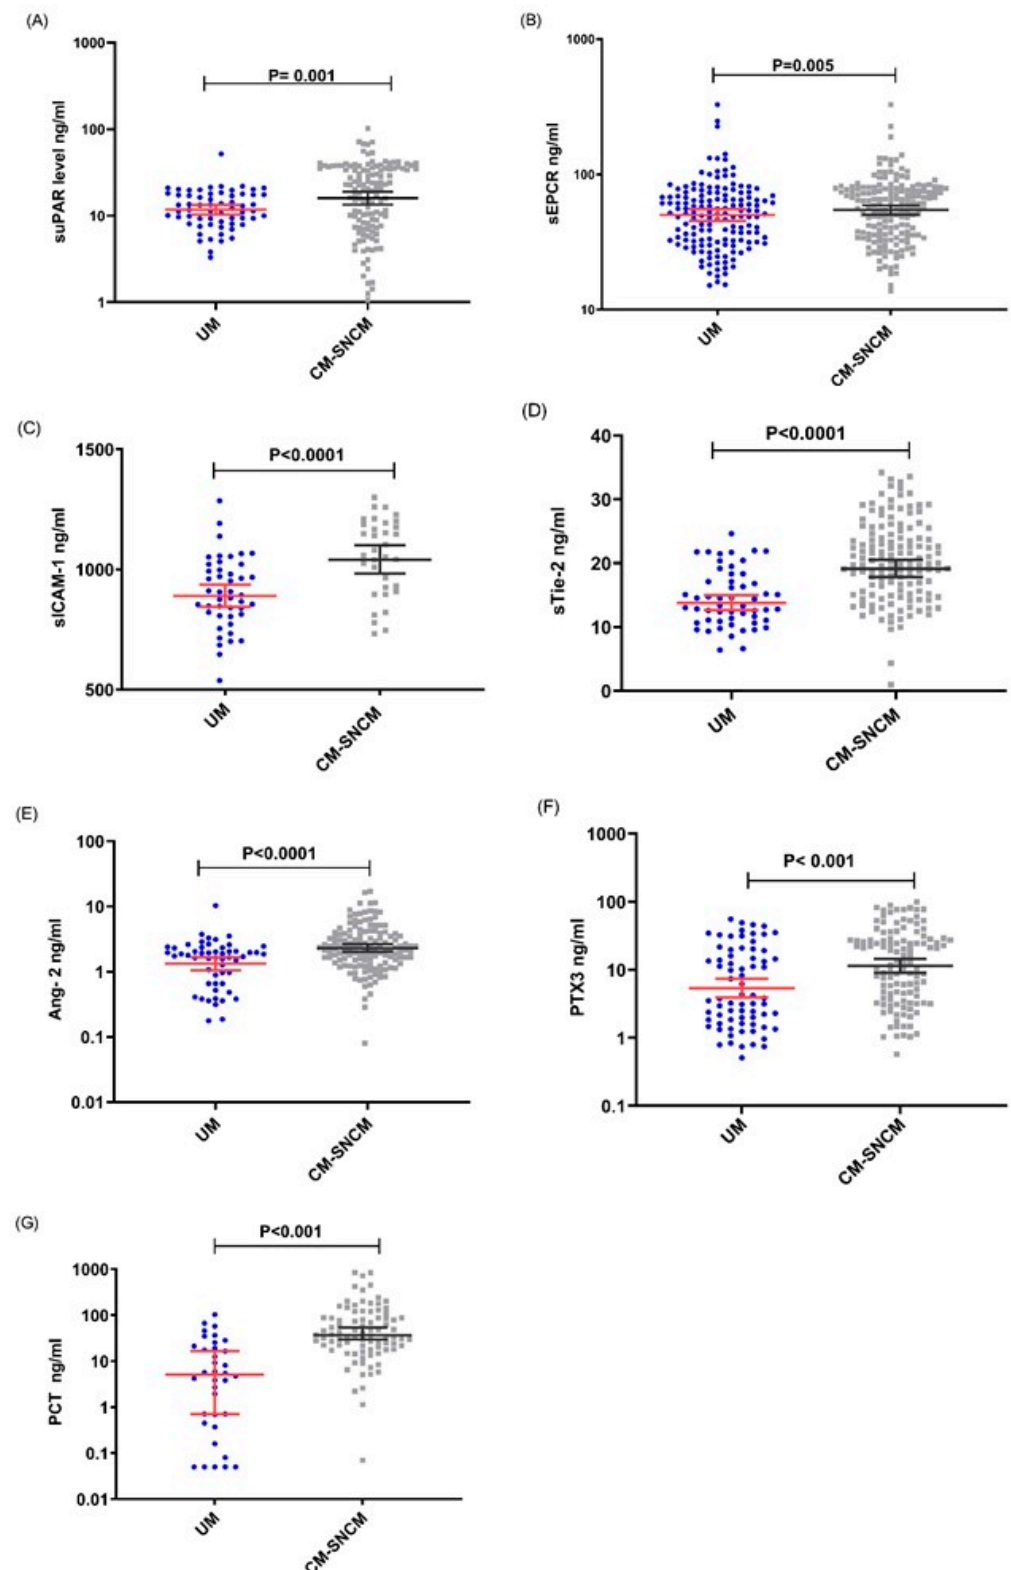 (A)
1000
P= 0.001
suPAR level ng/ml
100
10
1
UM
CM-SNCM
(B)
1000
P=0.005
sEPCR ng/ml
100
10
UM
CM-SNCM
(C)
1500
P<0.0001
sICAM-1 ng/ml
1000
500
UM
CM-SNCM
(D)
40
P<0.0001
30
sTie-2 ng/ml
20
10
0
UM
CM-SNCM
(E)
100
P<0.0001
10
Ang- 2 ng/ml
1
0.1
0.01
UM
CM-SNCM
(F)
1000
P< 0.001
100
PTX3 ng/ml
10
1
0.1
UM
CM-SNCM
(G)
P<0.001
1000
100
PCT ng/ml
10
1
0.1
0.01
UM
CM-SNCM